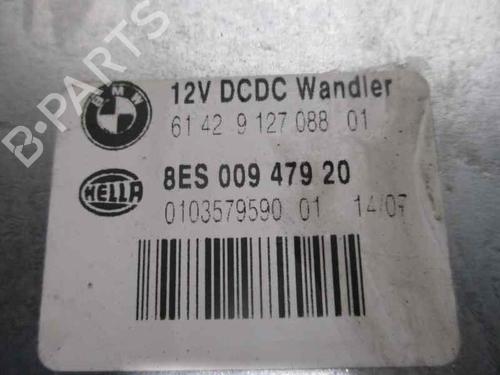 B-PARTS
BMW
12V DCDC Wandler
61 42 9 127 088 01
HELLA
8ES 009 479 20
0103579590 01 14/07